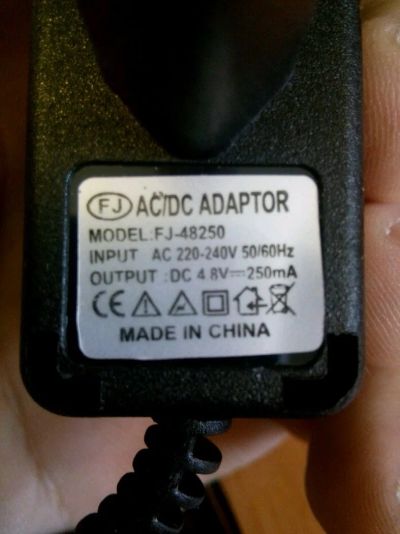 FJ AC/DC ADAPTOR
MODEL:FJ-48250
INPUT AC 220-240V 50/60Hz
OUTPUT :DC 4.8V⎓250mA
CE
MADE IN CHINA